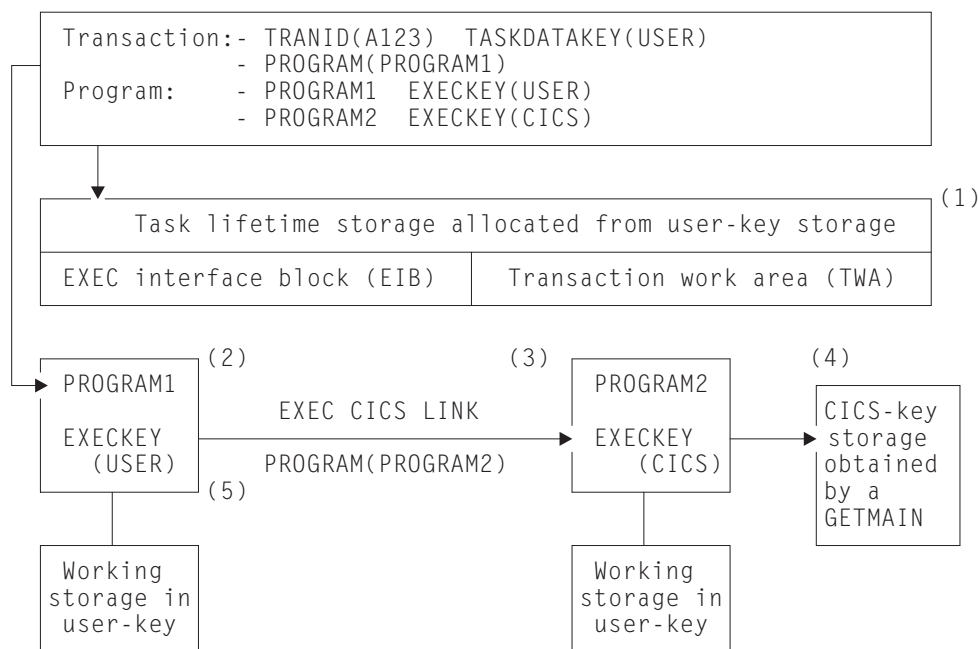 Transaction:- TRANID(A123) TASKDATAKEY(USER)
- PROGRAM(PROGRAM1)
Program: - PROGRAM1 EXECKEY(USER)
- PROGRAM2 EXECKEY(CICS)
(1)
Task lifetime storage allocated from user-key storage
EXEC interface block (EIB)
Transaction work area (TWA)
(2)
PROGRAM1
EXECKEY
(USER)
(5)
EXEC CICS LINK
PROGRAM(PROGRAM2)
(3)
PROGRAM2
EXECKEY
(CICS)
(4)
CICS-key
storage
obtained
by a
GETMAIN
Working
storage in
user-key
Working
storage in
user-key